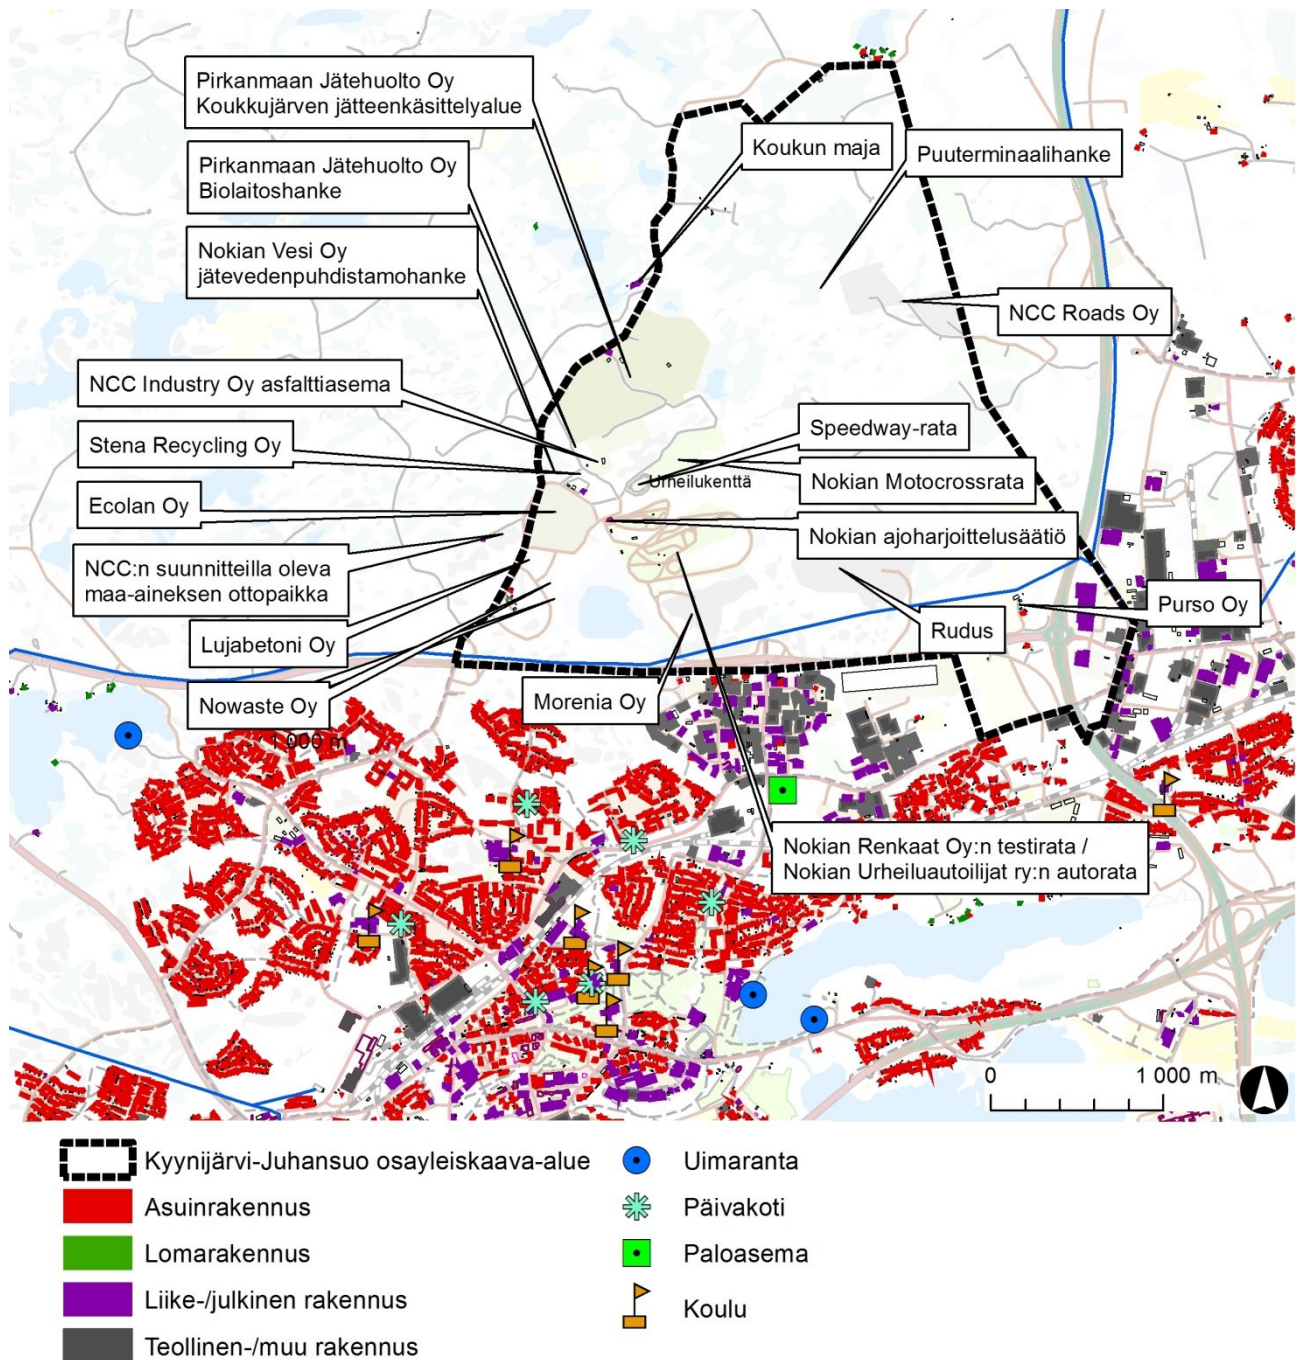 Pirkanmaan Jätehuolto Oy
Koukkujärven jätteenkäsittelyalue
Koukun maja
Puuterminaalihanke
Pirkanmaan Jätehuolto Oy
Biolaitoshanke
Nokian Vesi Oy
jätevedenpuhdistamohanke
NCC Roads Oy
NCC Industry Oy asfalttiasema
Speedway-rata
Stena Recycling Oy
Urheilukenttä
Nokian Motocrossrata
Ecolan Oy
Nokian ajoharjoittelusäätiö
NCC:n suunnitteilla oleva
maa-aineksen ottopaikka
Purso Oy
Lujabetoni Oy
Rudus
Nowaste Oy
Morenia Oy
1 000 m
Nokian Renkaat Oy:n testirata /
Nokian Urheiluautoilijat ry:n autorata
0 1 000 m
Kyynijärvi-Juhansuo osayleiskaava-alue
Asuinrakennus
Lomarakennus
Liike-/julkinen rakennus
Teollinen-/muu rakennus
Uimaranta
Päivakoti
Paloasema
Koulu